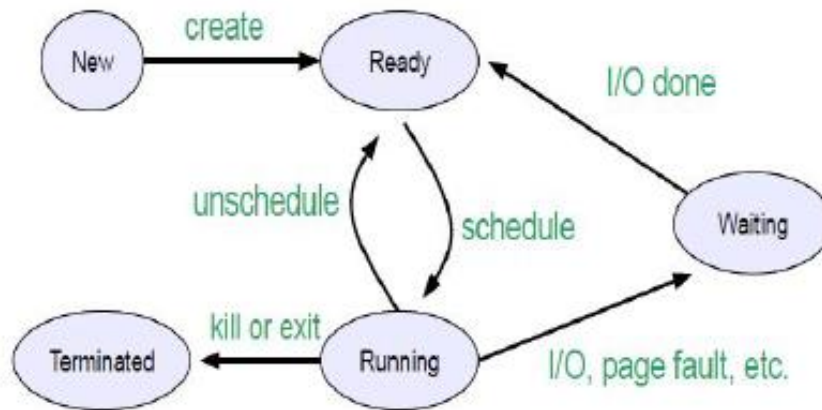 create
New
Ready
I/O done
unschedule
schedule
Waiting
kill or exit
Terminated
Running
I/O, page fault, etc.